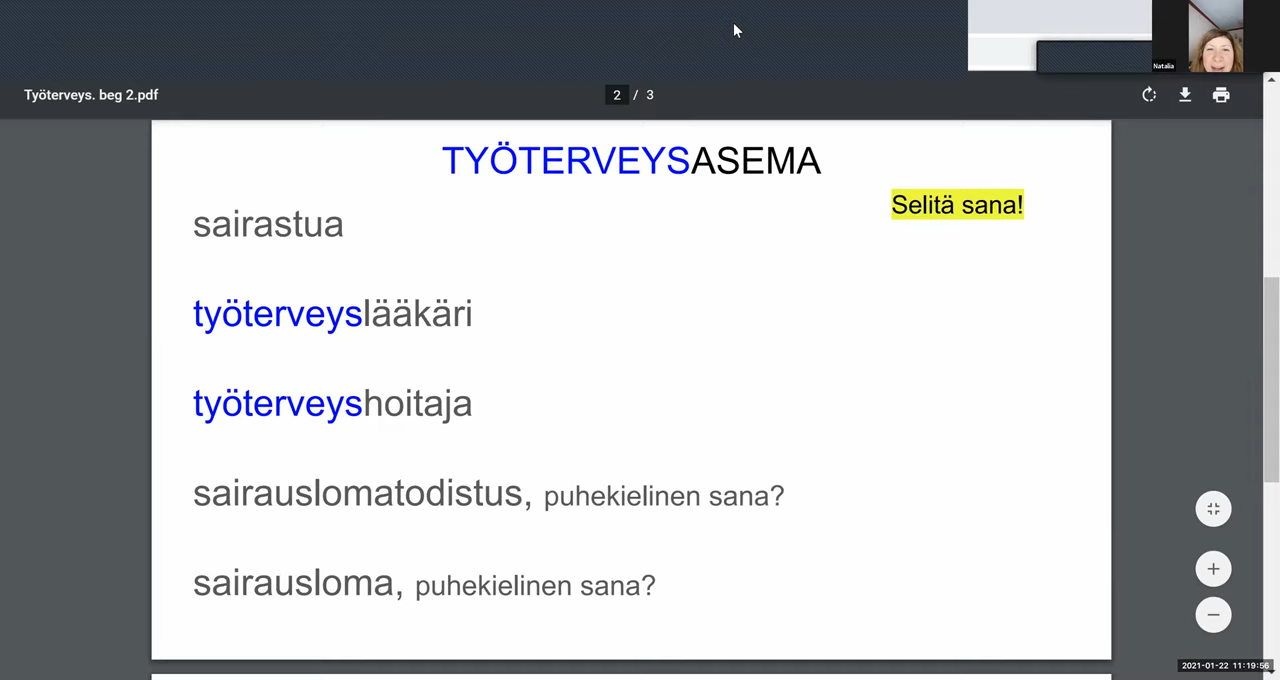 Natalia
Työterveys. beg 2.pdf
2 / 3
TYÖTERVEYSASEMA
Selitä sana!
sairastua
työterveyslääkäri
työterveyshoitaja
sairauslomatodistus, puhekielinen sana?
sairausloma, puhekielinen sana?
2021-01-22 11:19:56